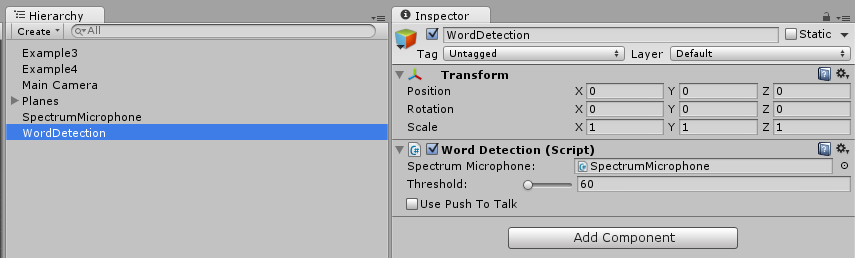 Hierarchy
Create
All
Example3
Example4
Main Camera
Planes
SpectrumMicrophone
WordDetection
Inspector
WordDetection
Static
Tag Untagged Layer Default
Transform
Position X 0 Y 0 Z 0
Rotation X 0 Y 0 Z 0
Scale X 1 Y 1 Z 1
Word Detection (Script)
Spectrum Microphone: SpectrumMicrophone
Threshold: 60
Use Push To Talk
Add Component